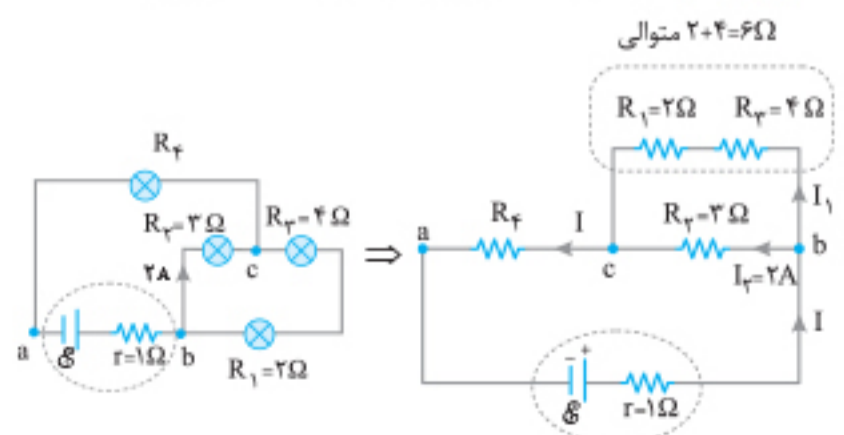 ۲+۴=۶Ω متوالی
R۱=۲Ω R۳=۴Ω
R۴
R۲=۳Ω R۳=۴Ω
۲A
c
a ℰ r=۱Ω b
R۱=۲Ω
⇒
a R۴ I c R۲=۳Ω b I۱
I۲=۲A
I
- +
ℰ r=۱Ω